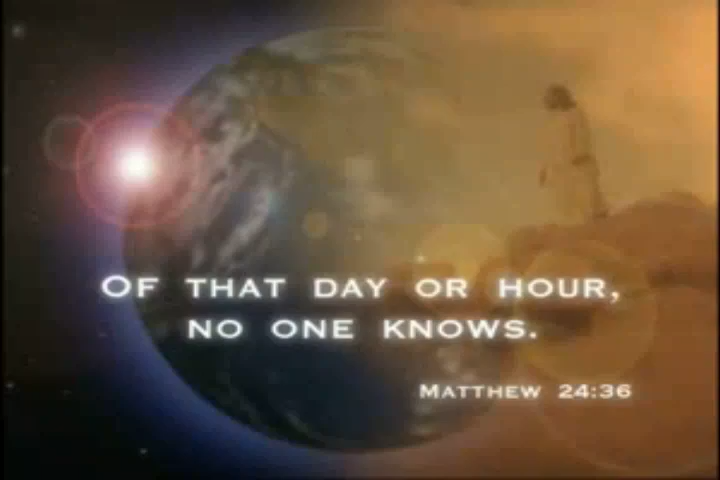 OF THAT DAY OR HOUR,
NO ONE KNOWS.
MATTHEW 24:36